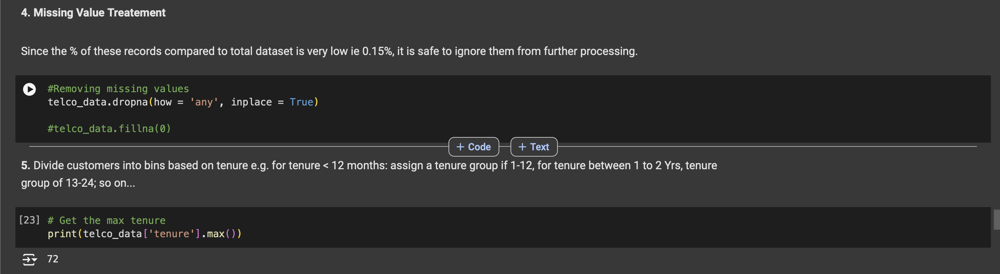 4. Missing Value Treatement
Since the % of these records compared to total dataset is very low ie 0.15%, it is safe to ignore them from further processing.
#Removing missing values
telco_data.dropna(how = 'any', inplace = True)
#telco_data.fillna(0)
+ Code + Text
5. Divide customers into bins based on tenure e.g. for tenure < 12 months: assign a tenure group if 1-12, for tenure between 1 to 2 Yrs, tenure
group of 13-24; so on...
[23] # Get the max tenure
print(telco_data['tenure'].max())
72